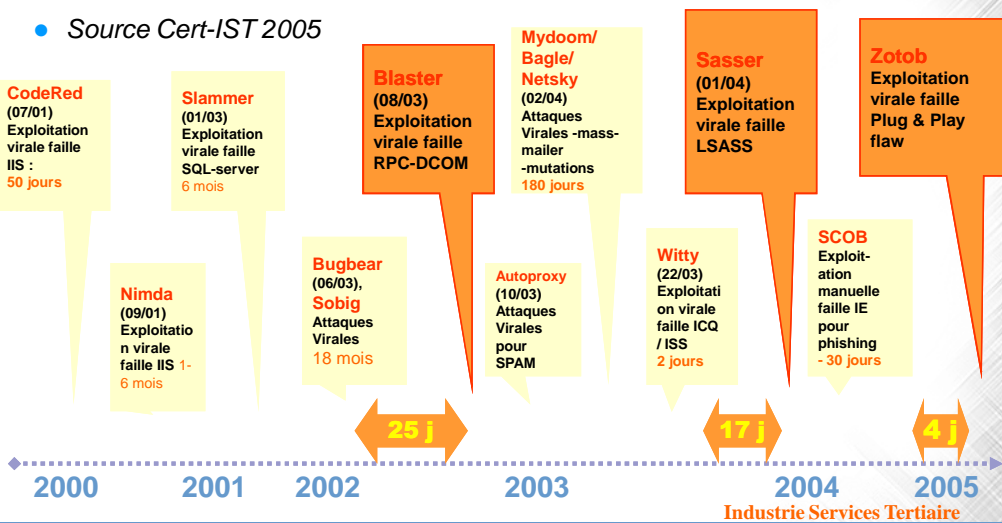 Source Cert-IST 2005
CodeRed
(07/01)
Exploitation
virale faille
IIS :
50 jours
Nimda
(09/01)
Exploitatio
n virale
faille IIS 1-
6 mois
Slammer
(01/03)
Exploitation
virale faille
SQL-server
6 mois
Bugbear
(06/03),
Sobig
Attaques
Virales
18 mois
Blaster
(08/03)
Exploitation
virale faille
RPC-DCOM
Autoproxy
(10/03)
Attaques
Virales
pour
SPAM
Mydoom/
Bagle/
Netsky
(02/04)
Attaques
Virales -mass-
mailer
-mutations
180 jours
Witty
(22/03)
Exploitati
on virale
faille ICQ
/ ISS
2 jours
Sasser
(01/04)
Exploitation
virale faille
LSASS
SCOB
Exploit-
ation
manuelle
faille IE
pour
phishing
- 30 jours
Zotob
Exploitation
virale faille
Plug & Play
flaw
25 j
17 j
4 j
2000 2001 2002 2003 2004 2005
Industrie Services Tertiaire